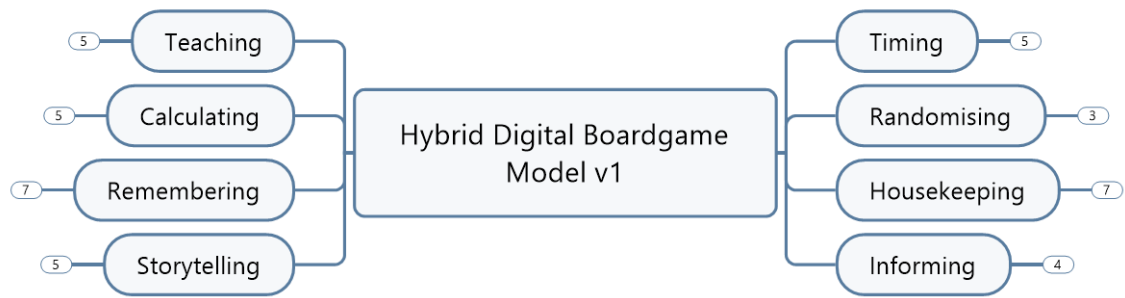 Hybrid Digital Boardgame
Model v1
5
Teaching
5
Calculating
7
Remembering
5
Storytelling
Timing
5
Randomising
3
Housekeeping
7
Informing
4